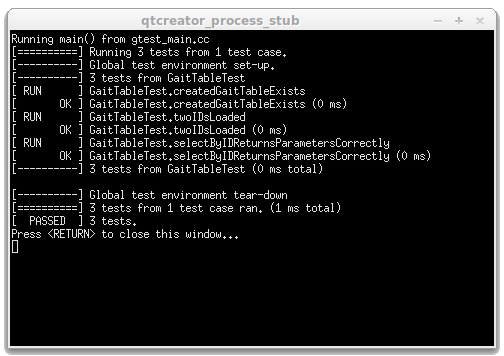 qtcreator_process_stub
Running main() from gtest_main.cc
[==========] Running 3 tests from 1 test case.
[----------] Global test environment set-up.
[----------] 3 tests from GaitTableTest
[ RUN      ] GaitTableTest.createdGaitTableExists
[       OK ] GaitTableTest.createdGaitTableExists (0 ms)
[ RUN      ] GaitTableTest.twoIDsLoaded
[       OK ] GaitTableTest.twoIDsLoaded (0 ms)
[ RUN      ] GaitTableTest.selectByIDReturnsParametersCorrectly
[       OK ] GaitTableTest.selectByIDReturnsParametersCorrectly (0 ms)
[----------] 3 tests from GaitTableTest (0 ms total)
[----------] Global test environment tear-down
[==========] 3 tests from 1 test case ran. (1 ms total)
[  PASSED  ] 3 tests.
Press <RETURN> to close this window...